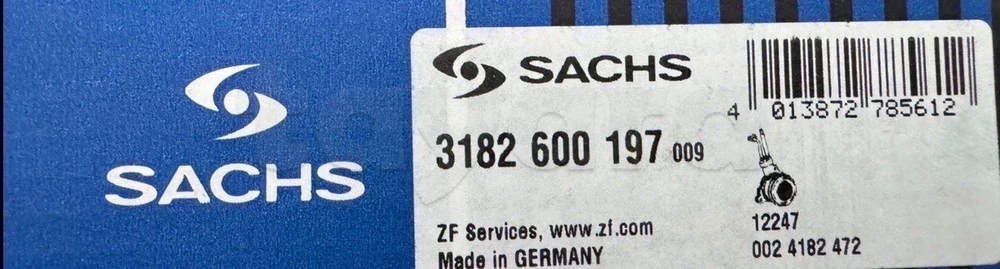 SACHS
SACHS
4 013872 785612
3182 600 197 009
ZF Services, www.zf.com
Made in GERMANY
12247
002 4182 472